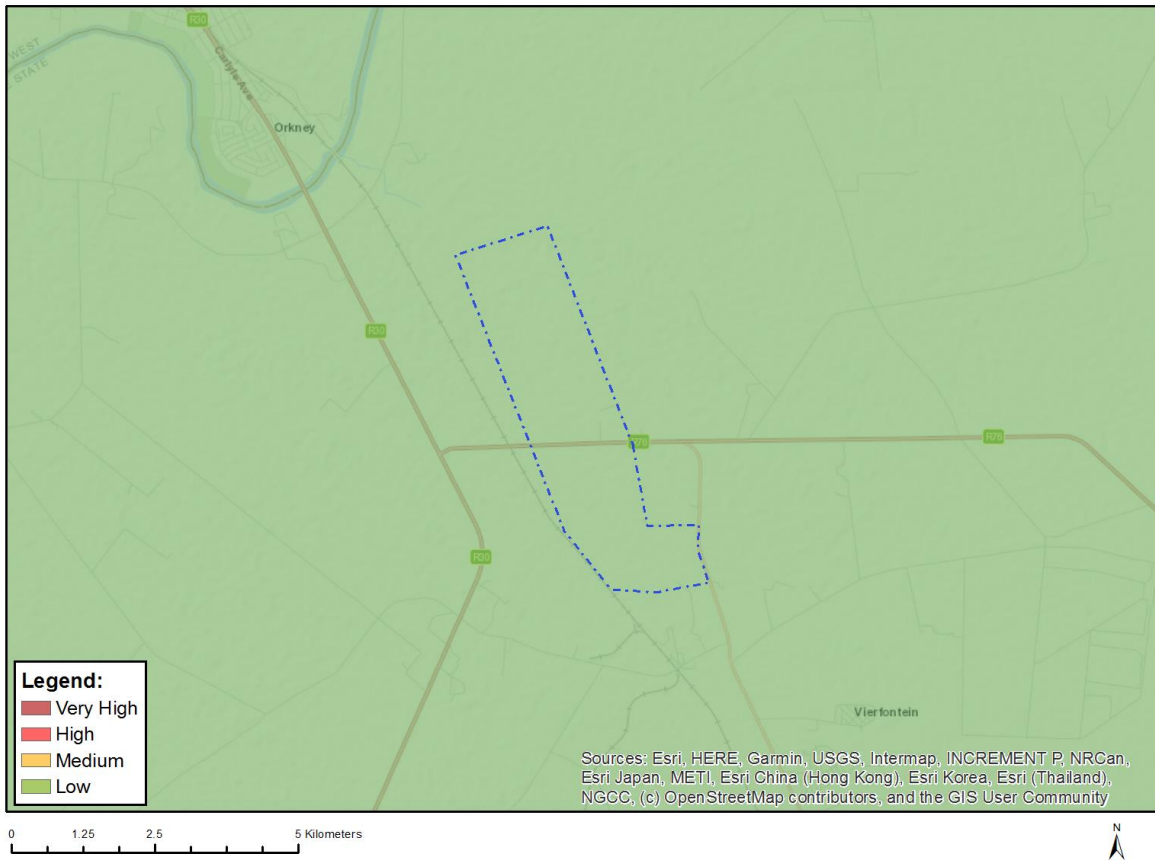 R30
WEST
STATE
Carlyle Ave
Orkney
R30
R76
R76
R30
Vierfontein
Legend:
Very High
High
Medium
Low
Sources: Esri, HERE, Garmin, USGS, Intermap, INCREMENT P, NRCan,
Esri Japan, METI, Esri China (Hong Kong), Esri Korea, Esri (Thailand),
NGCC, (c) OpenStreetMap contributors, and the GIS User Community
0 1.25 2.5 5 Kilometers
N